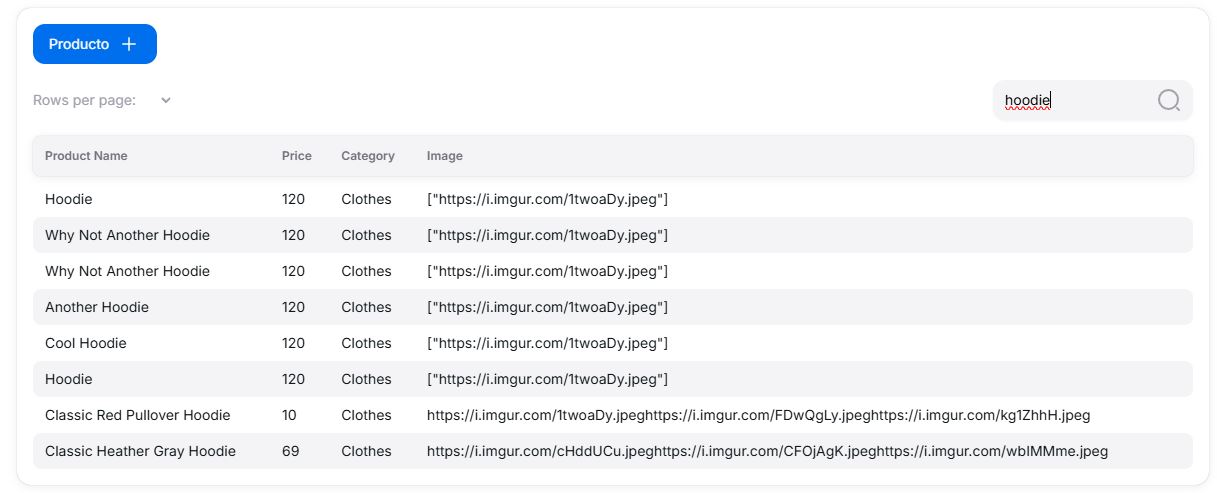 Producto
Rows per page:
hoodie
Product Name Price Category Image
Hoodie 120 Clothes ["https://i.imgur.com/1twoaDy.jpeg"]
Why Not Another Hoodie 120 Clothes ["https://i.imgur.com/1twoaDy.jpeg"]
Why Not Another Hoodie 120 Clothes ["https://i.imgur.com/1twoaDy.jpeg"]
Another Hoodie 120 Clothes ["https://i.imgur.com/1twoaDy.jpeg"]
Cool Hoodie 120 Clothes ["https://i.imgur.com/1twoaDy.jpeg"]
Hoodie 120 Clothes ["https://i.imgur.com/1twoaDy.jpeg"]
Classic Red Pullover Hoodie 10 Clothes https://i.imgur.com/1twoaDy.jpeghttps://i.imgur.com/FDwQgLy.jpeghttps://i.imgur.com/kg1ZhhH.jpeg
Classic Heather Gray Hoodie 69 Clothes https://i.imgur.com/cHddUCu.jpeghttps://i.imgur.com/CFOjAgK.jpeghttps://i.imgur.com/wbIMMme.jpeg